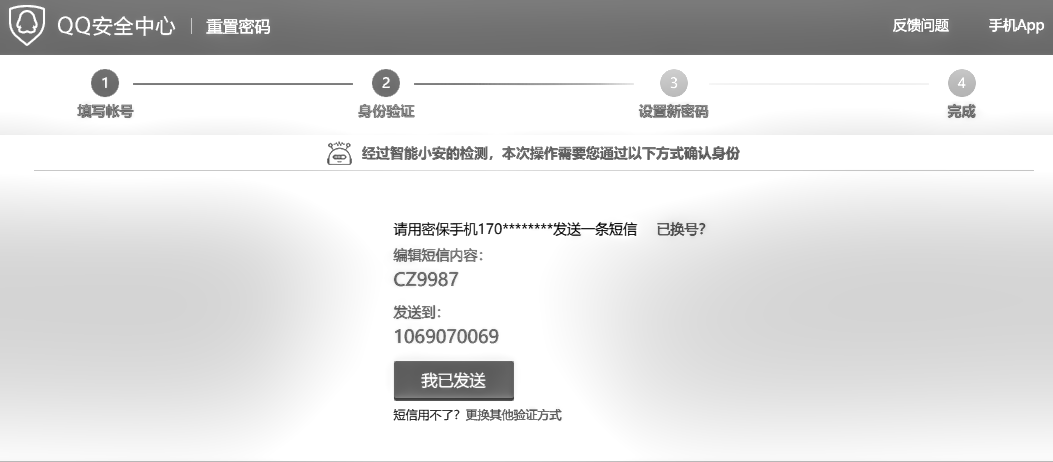 QQ安全中心 | 重置密码 反馈问题 手机App
1 2 3 4
填写帐号 身份验证 设置新密码 完成
经过智能小安的检测，本次操作需要您通过以下方式确认身份
请用密保手机170********发送一条短信 已换号?
编辑短信内容:
CZ9987
发送到:
1069070069
我已发送
短信用不了? 更换其他验证方式